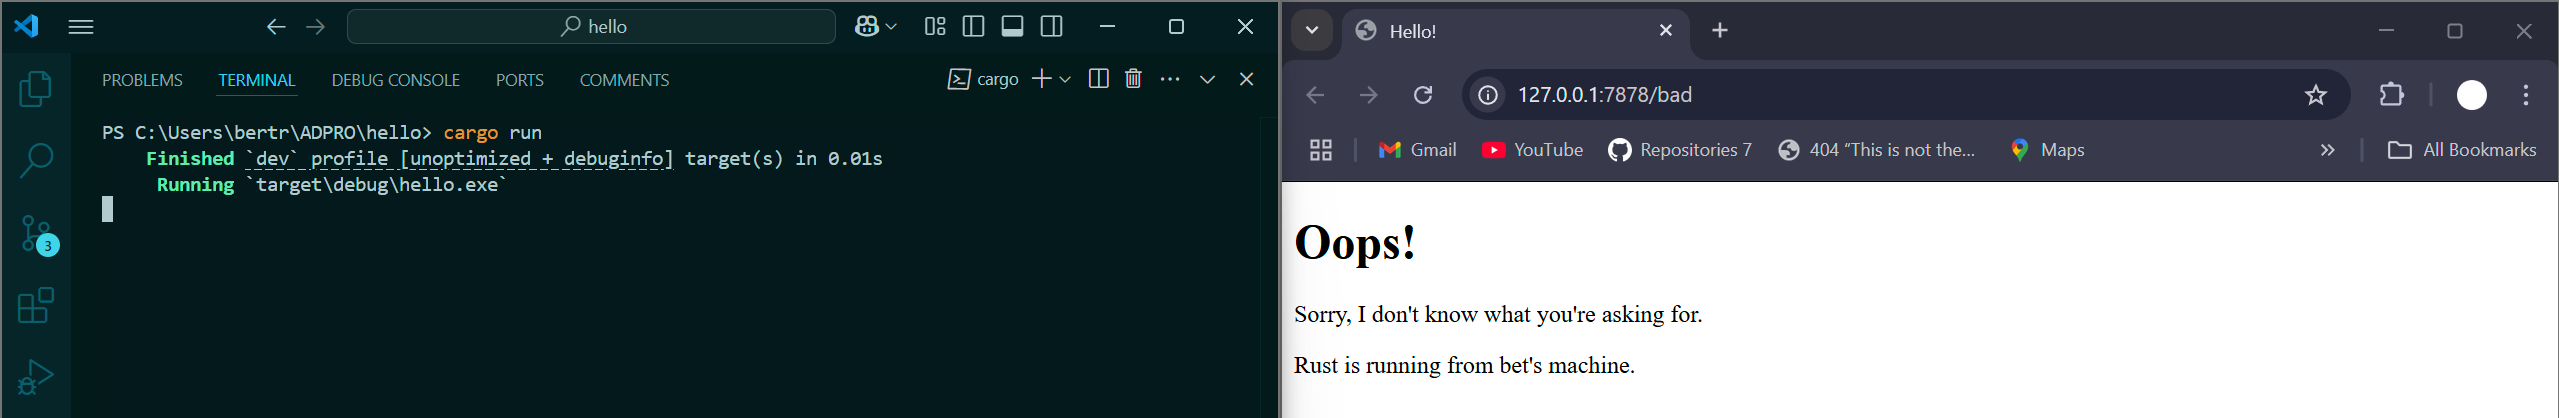 hello
PROBLEMS TERMINAL DEBUG CONSOLE PORTS COMMENTS cargo
PS C:\Users\bertr\ADPRO\hello> cargo run
Finished `dev` profile [unoptimized + debuginfo] target(s) in 0.01s
Running `target\debug\hello.exe`
3
Hello!
127.0.0.1:7878/bad
Gmail YouTube Repositories 7 404 “This is not the... Maps All Bookmarks
Oops!
Sorry, I don't know what you're asking for.
Rust is running from bet's machine.